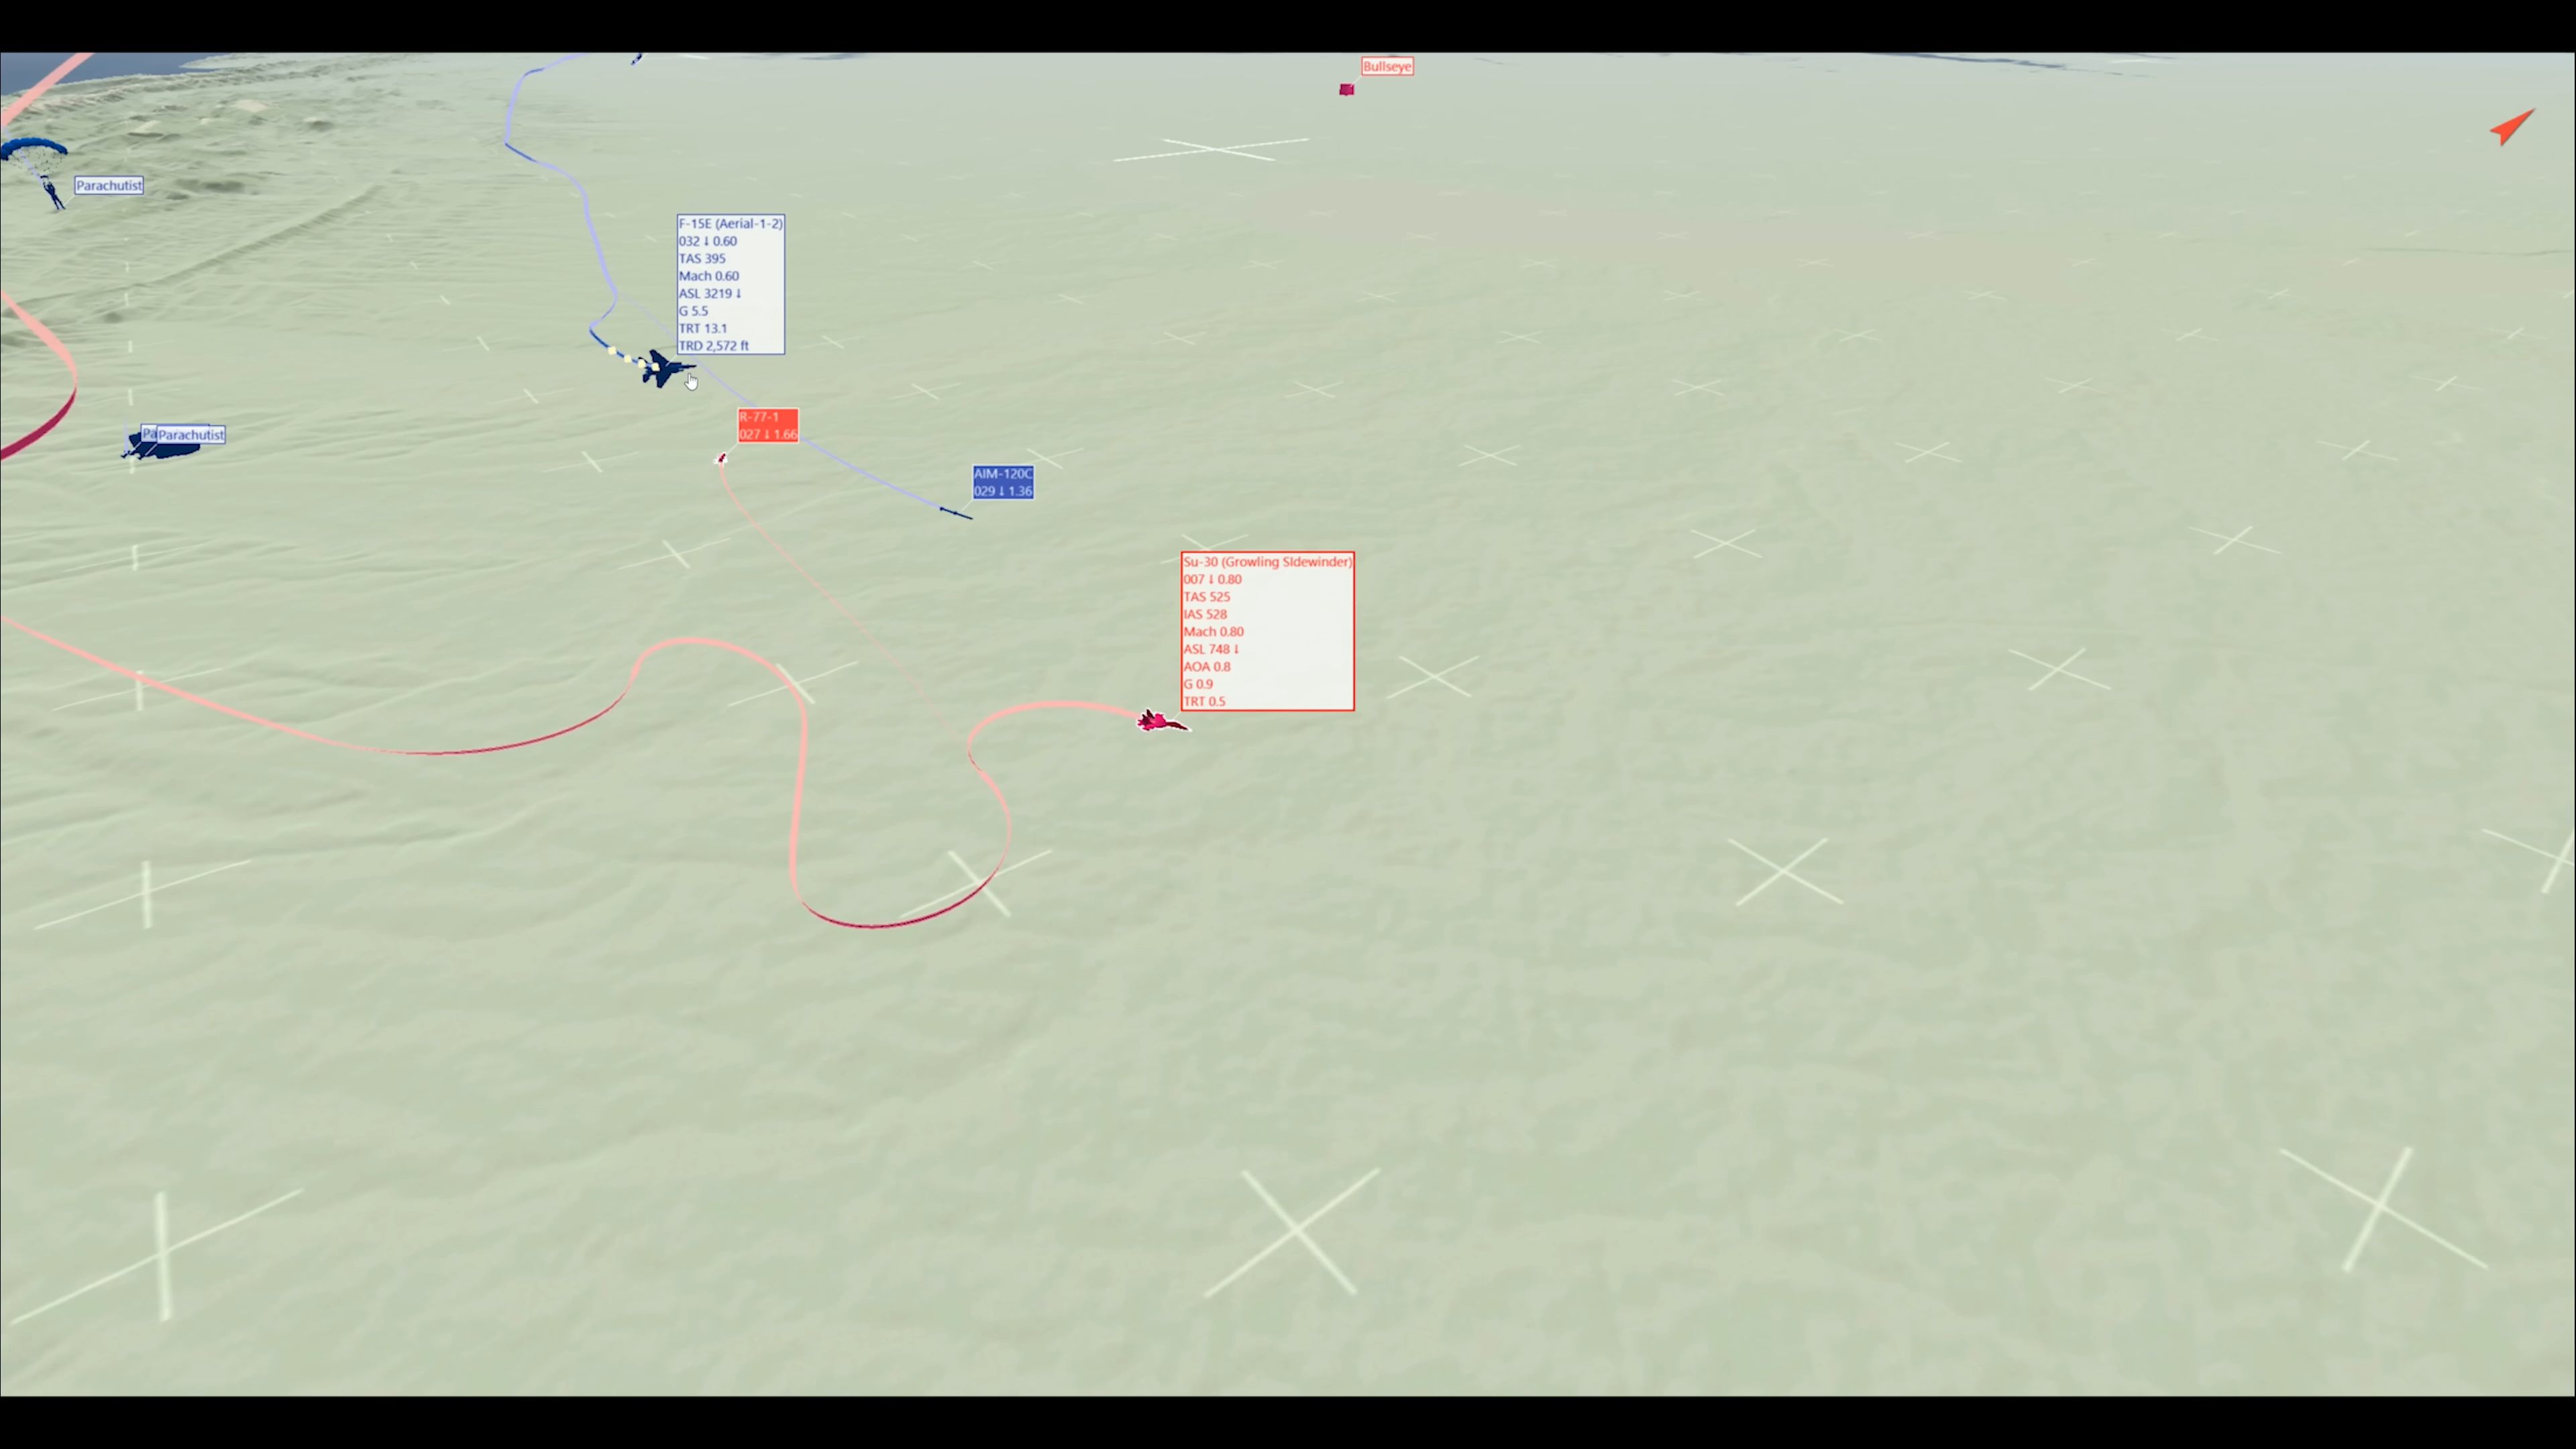 Bullseye
Parachutist
F-15E (Aerial-1-2)
032 ↓ 0.60
TAS 395
Mach 0.60
ASL 3219 ↓
G 5.5
TRT 13.1
TRD 2,572 ft
R-77-1
027 ↓ 1.66
Pa
Parachutist
AIM-120C
029 ↓ 1.36
Su-30 (Growling SIdewinder)
007 ↓ 0.80
TAS 525
IAS 528
Mach 0.80
ASL 748 ↓
AOA 0.8
G 0.9
TRT 0.5